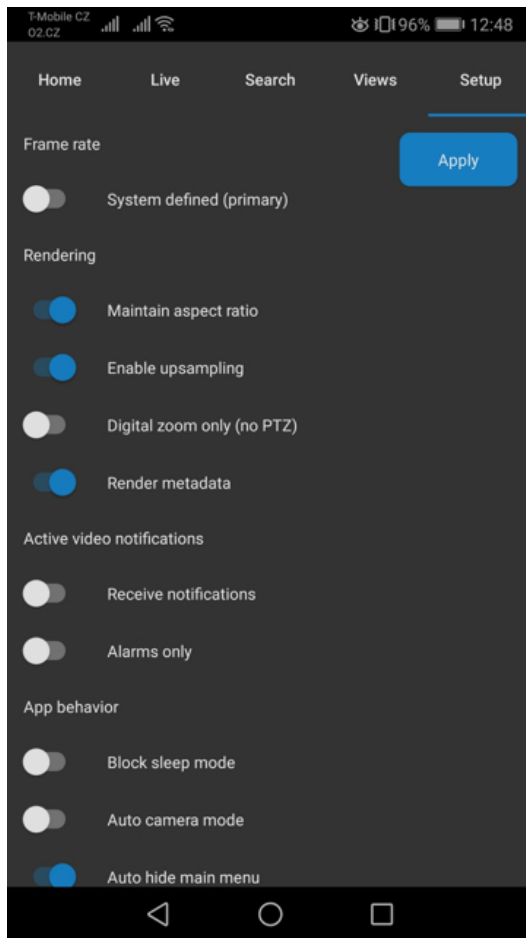 T-Mobile CZ
O2.CZ
96% 12:48
Home Live Search Views Setup
Frame rate
Apply
System defined (primary)
Rendering
Maintain aspect ratio
Enable upsampling
Digital zoom only (no PTZ)
Render metadata
Active video notifications
Receive notifications
Alarms only
App behavior
Block sleep mode
Auto camera mode
Auto hide main menu